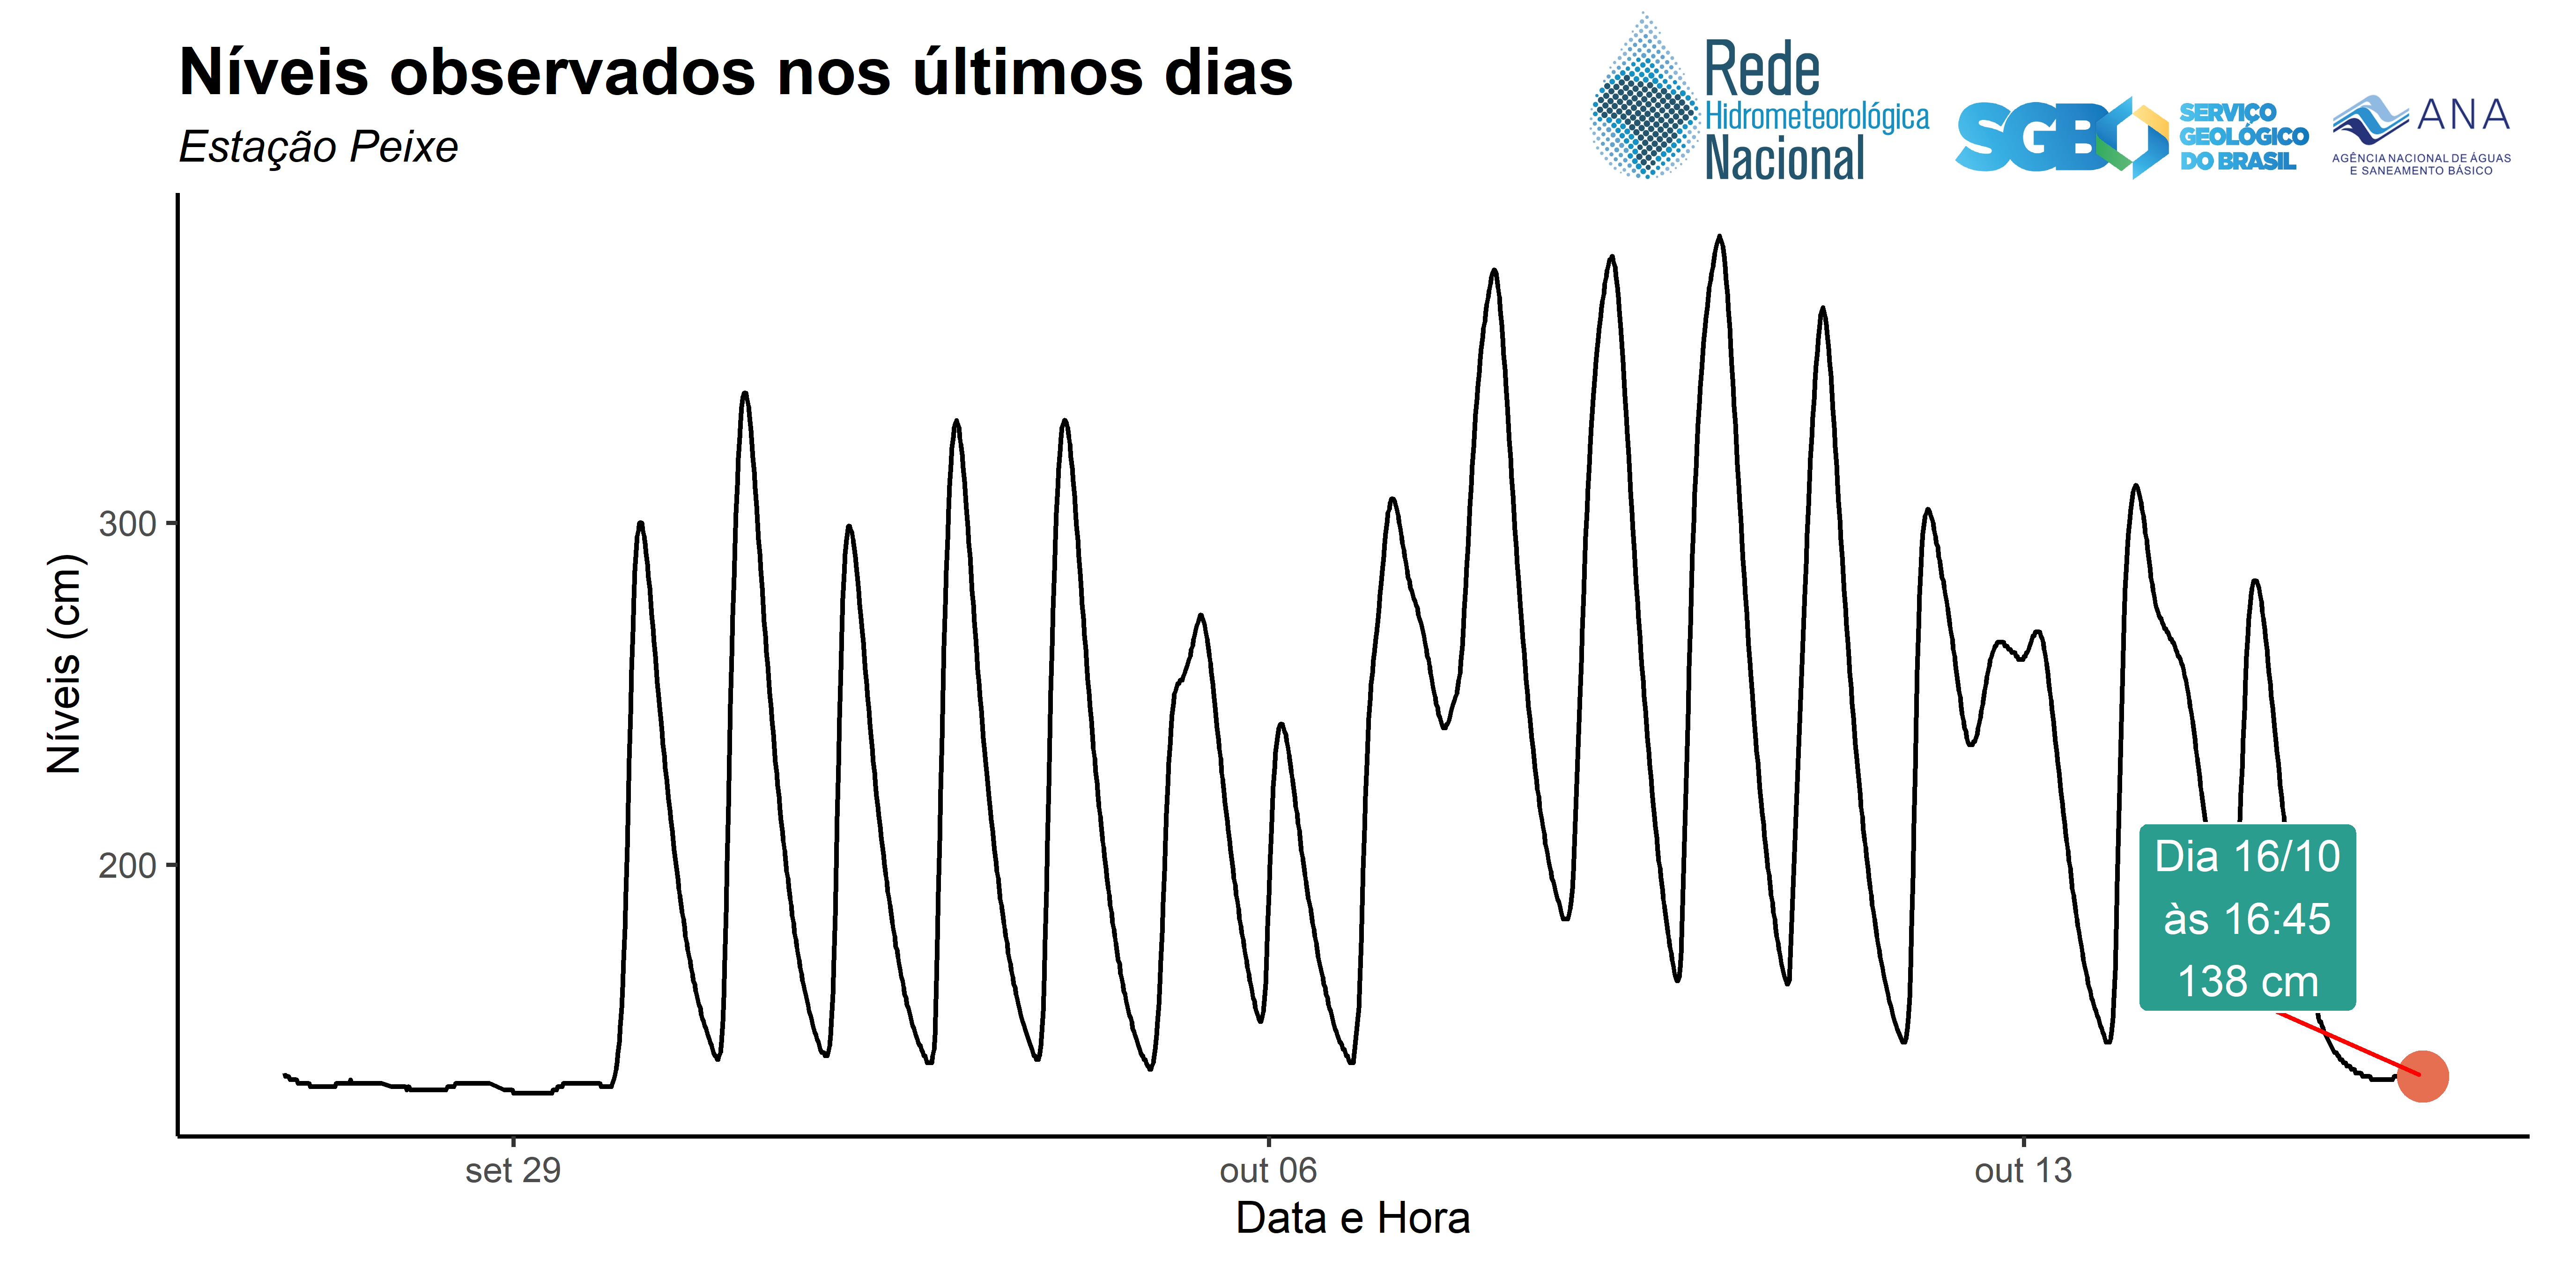 Níveis observados nos últimos dias
Estação Peixe
Rede
Hidrometeorológica
Nacional
SGB
SERVIÇO
GEOLÓGICO
DO BRASIL
ANA
AGÊNCIA NACIONAL DE ÁGUAS
E SANEAMENTO BÁSICO
Níveis (cm)
300
200
Dia 16/10
às 16:45
138 cm
set 29
out 06
out 13
Data e Hora